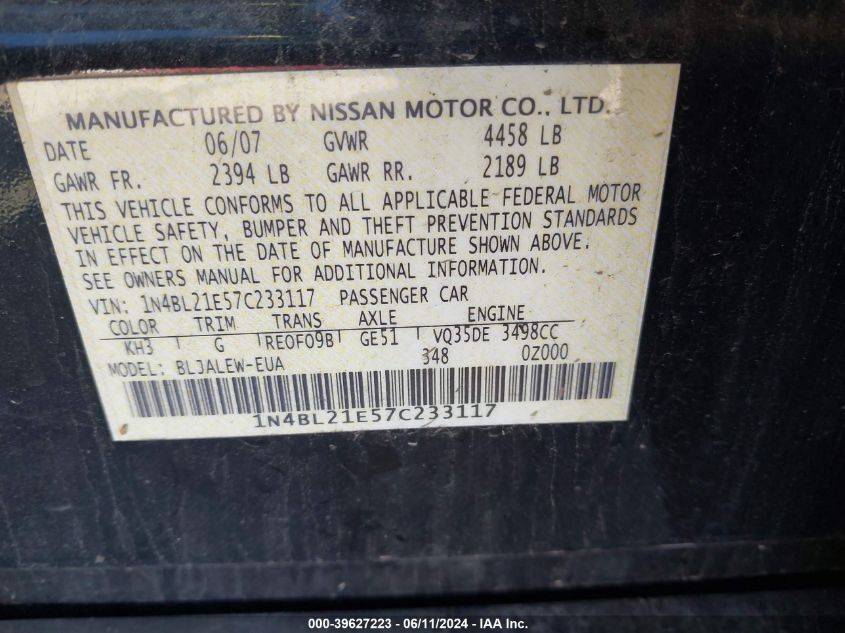 MANUFACTURED BY NISSAN MOTOR CO., LTD.
DATE 06/07 GVWR 4458 LB
GAWR FR. 2394 LB GAWR RR. 2189 LB
THIS VEHICLE CONFORMS TO ALL APPLICABLE FEDERAL MOTOR
VEHICLE SAFETY, BUMPER AND THEFT PREVENTION STANDARDS
IN EFFECT ON THE DATE OF MANUFACTURE SHOWN ABOVE.
SEE OWNERS MANUAL FOR ADDITIONAL INFORMATION.
VIN: 1N4BL21E57C233117 PASSENGER CAR
COLOR TRIM TRANS AXLE ENGINE
KH3 G RE0F09B GE51 VQ35DE 3498CC
MODEL: BLJALEW-EUA 348 0Z000
1N4BL21E57C233117
000-39627223 - 06/11/2024 - IAA Inc.